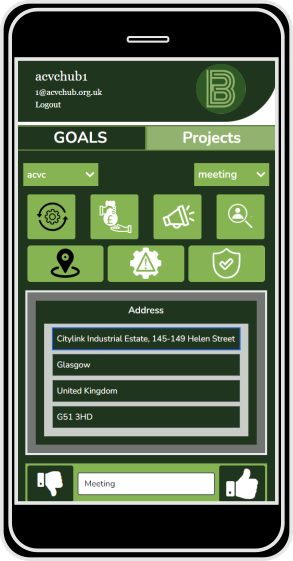 acvchub1
1@acvchub.org.uk
Logout
B
GOALS
Projects
acvc
meeting
Address
Citylink Industrial Estate, 145-149 Helen Street
Glasgow
United Kingdom
G51 3HD
Meeting